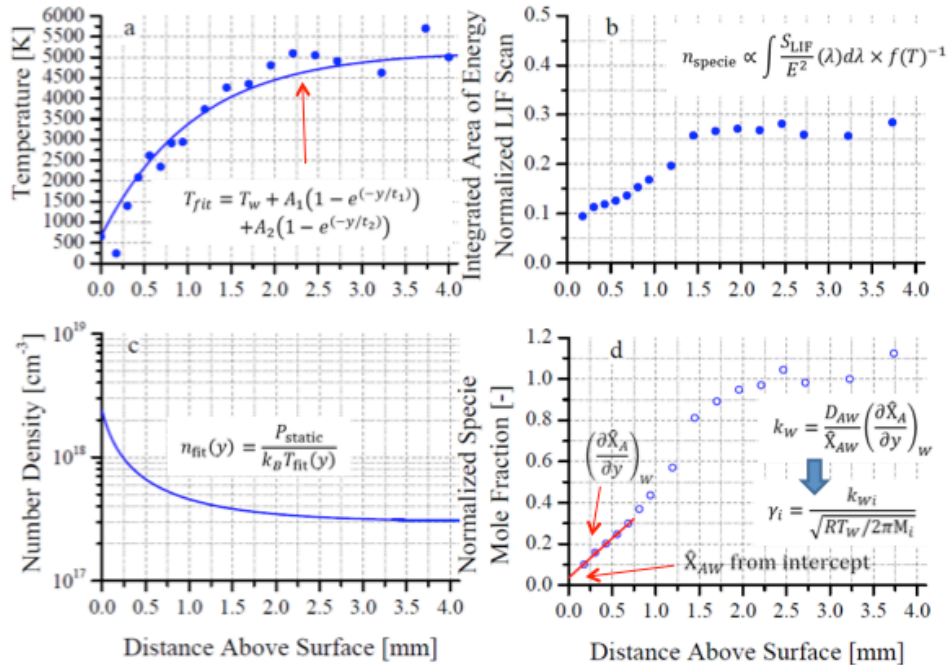 a
Temperature [K]
6000
5500
5000
4500
4000
3500
3000
2500
2000
1500
1000
500
0
T_fit = T_w + A_1(1 − e^(−y/t_1))
+A_2(1 − e^(−y/t_2))
0.0 0.5 1.0 1.5 2.0 2.5 3.0 3.5 4.0
b
Integrated Area of Energy
Normalized LIF Scan
0.5
0.4
0.3
0.2
0.1
0.0
n_specie ∝ ∫ S_LIF/E^2 (λ)dλ × f(T)^−1
0.0 0.5 1.0 1.5 2.0 2.5 3.0 3.5 4.0
c
Number Density [cm^-3]
10^19
10^18
10^17
n_fit(y) = P_static/k_B T_fit(y)
0.0 0.5 1.0 1.5 2.0 2.5 3.0 3.5 4.0
Distance Above Surface [mm]
d
Normalized Specie
Mole Fraction [-]
1.2
1.0
0.8
0.6
0.4
0.2
0.0
(∂X̂_A/∂y)_w
k_W = D_AW/X̂_AW (∂X̂_A/∂y)_w
γ_i = k_Wi/√(RT_W/2πM_i)
X̂_AW from intercept
0.0 0.5 1.0 1.5 2.0 2.5 3.0 3.5 4.0
Distance Above Surface [mm]